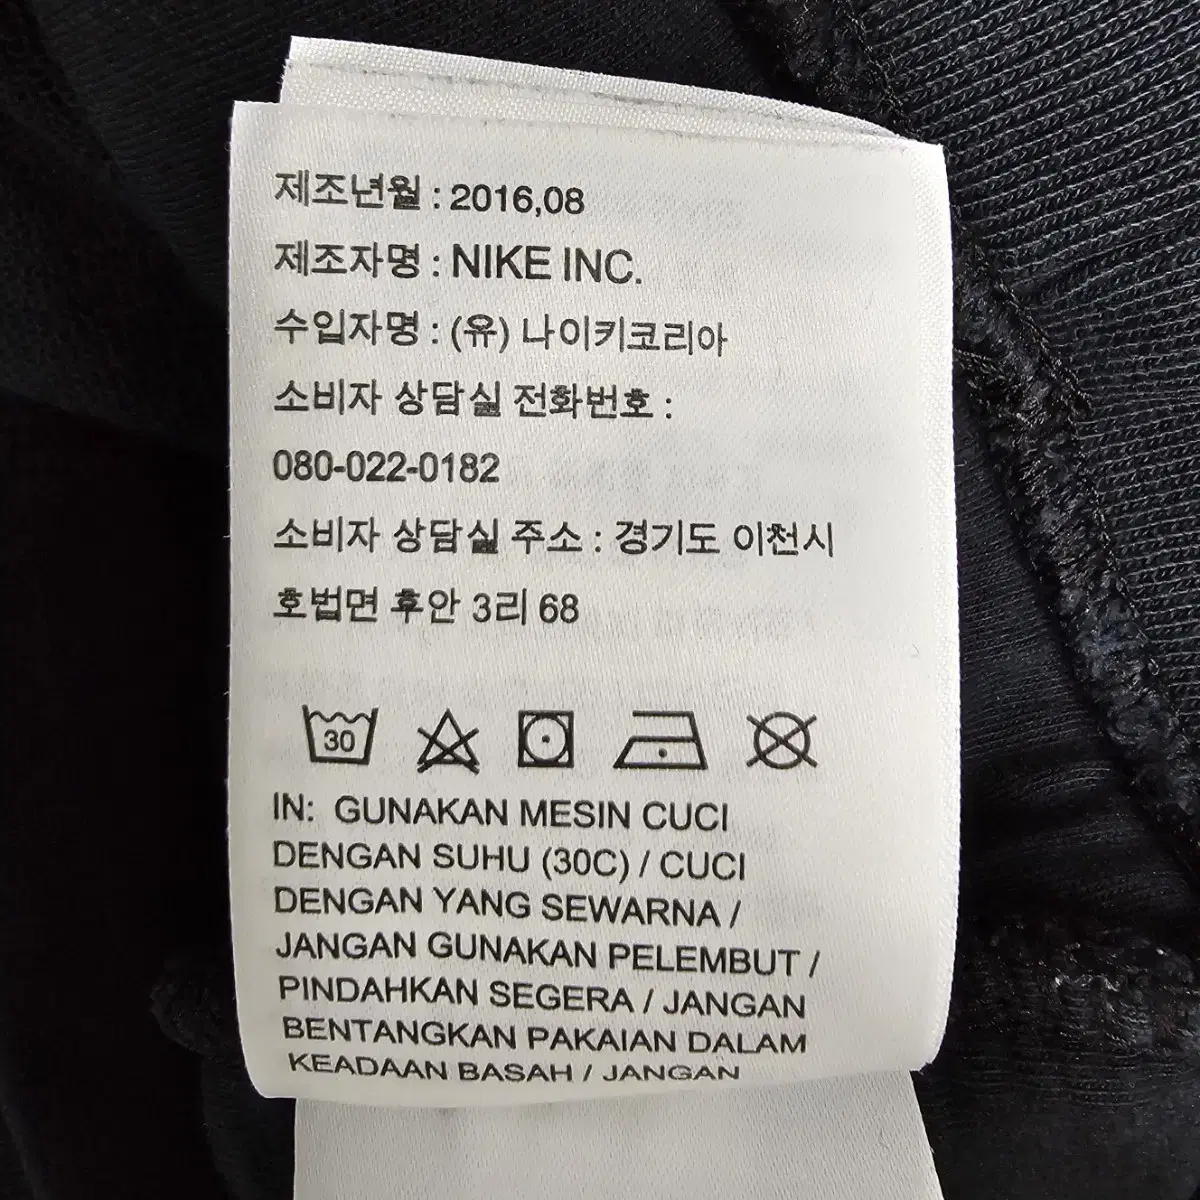 제조년월 : 2016,08
제조자명 : NIKE INC.
수입자명 : (유) 나이키코리아
소비자 상담실 전화번호 :
080-022-0182
소비자 상담실 주소 : 경기도 이천시
호법면 후안 3리 68
30
IN: GUNAKAN MESIN CUCI
DENGAN SUHU (30C) / CUCI
DENGAN YANG SEWARNA /
JANGAN GUNAKAN PELEMBUT /
PINDAHKAN SEGERA / JANGAN
BENTANGKAN PAKAIAN DALAM
KEADAAN BASAH / JANGAN